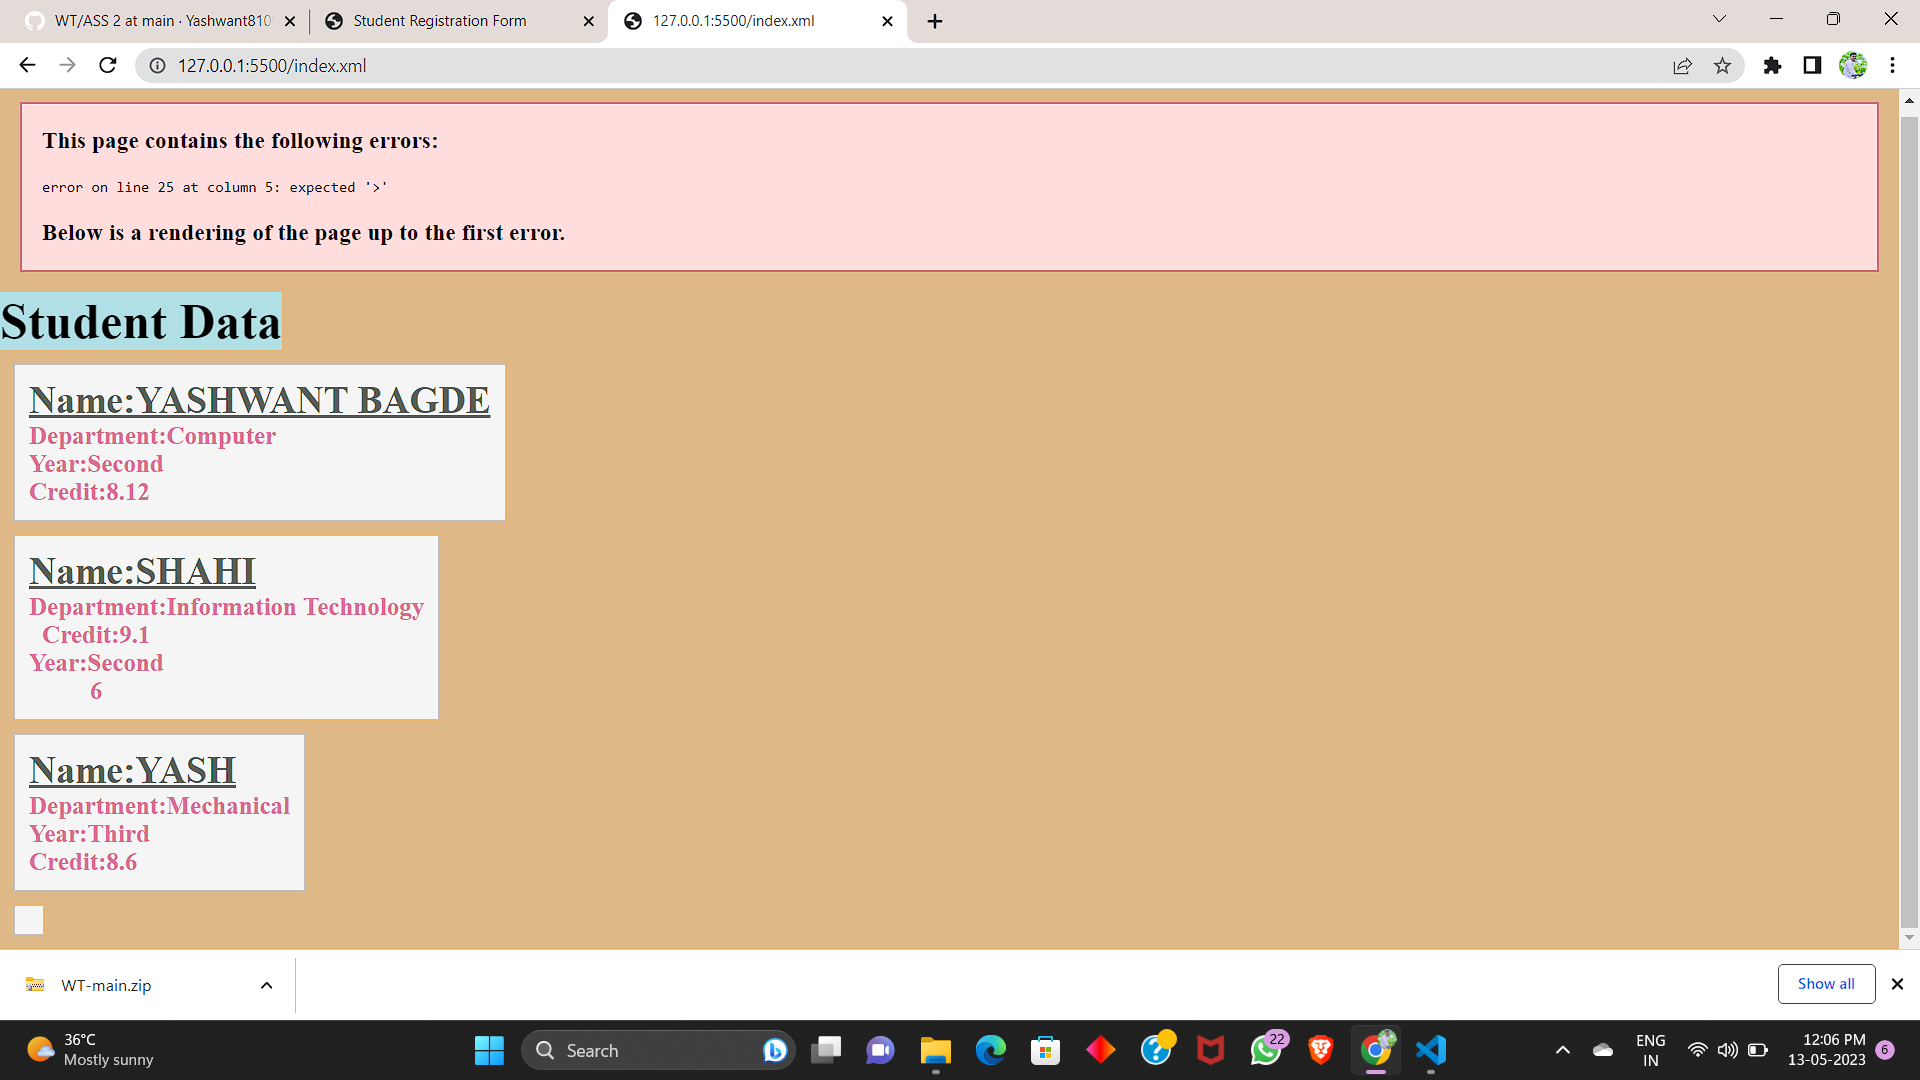 WT/ASS 2 at main · Yashwant810
Student Registration Form
127.0.0.1:5500/index.xml
127.0.0.1:5500/index.xml
This page contains the following errors:
error on line 25 at column 5: expected '>'
Below is a rendering of the page up to the first error.
Student Data
Name:YASHWANT BAGDE
Department:Computer
Year:Second
Credit:8.12
Name:SHAHI
Department:Information Technology
Credit:9.1
Year:Second
6
Name:YASH
Department:Mechanical
Year:Third
Credit:8.6
WT-main.zip
Show all
36°C
Mostly sunny
Search
22
ENG
IN
12:06 PM
13-05-2023
6